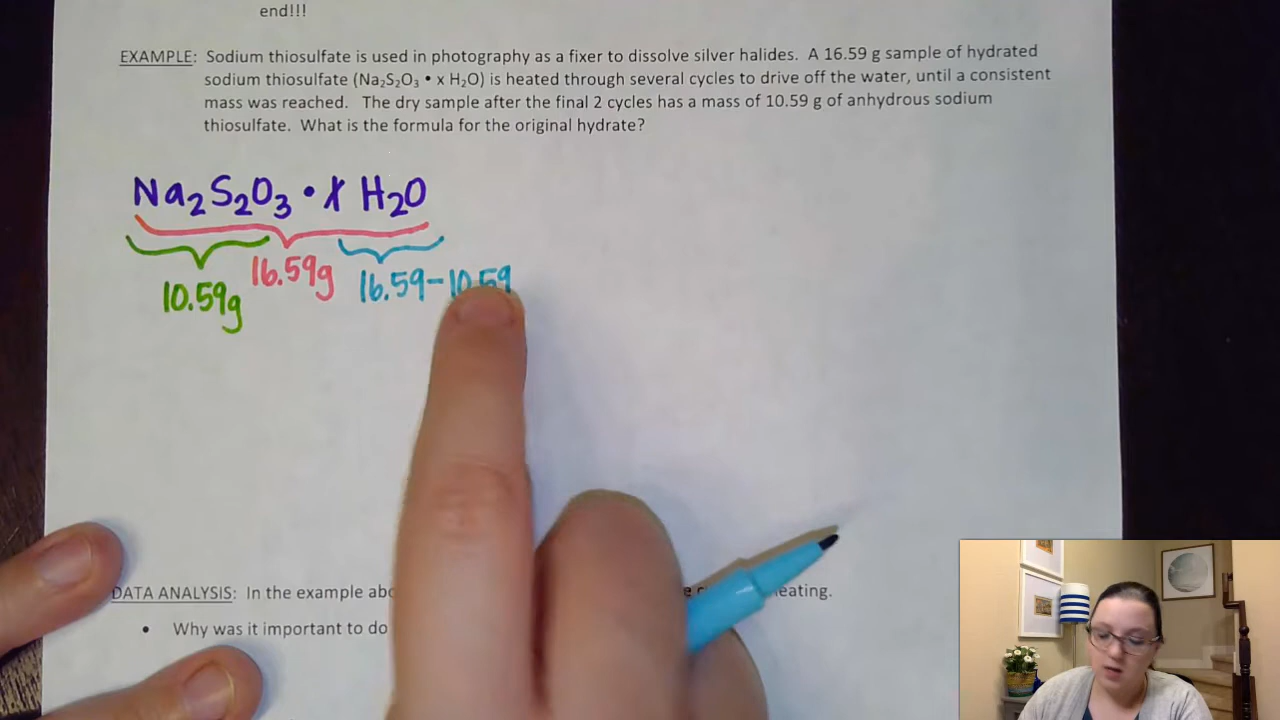 end!!!
EXAMPLE: Sodium thiosulfate is used in photography as a fixer to dissolve silver halides. A 16.59 g sample of hydrated
sodium thiosulfate (Na₂S₂O₃ • x H₂O) is heated through several cycles to drive off the water, until a consistent
mass was reached. The dry sample after the final 2 cycles has a mass of 10.59 g of anhydrous sodium
thiosulfate. What is the formula for the original hydrate?
Na₂S₂O₃ • x H₂O
10.59g 16.59g 16.59-10.59
DATA ANALYSIS: In the example eating.
• Why was it important to do